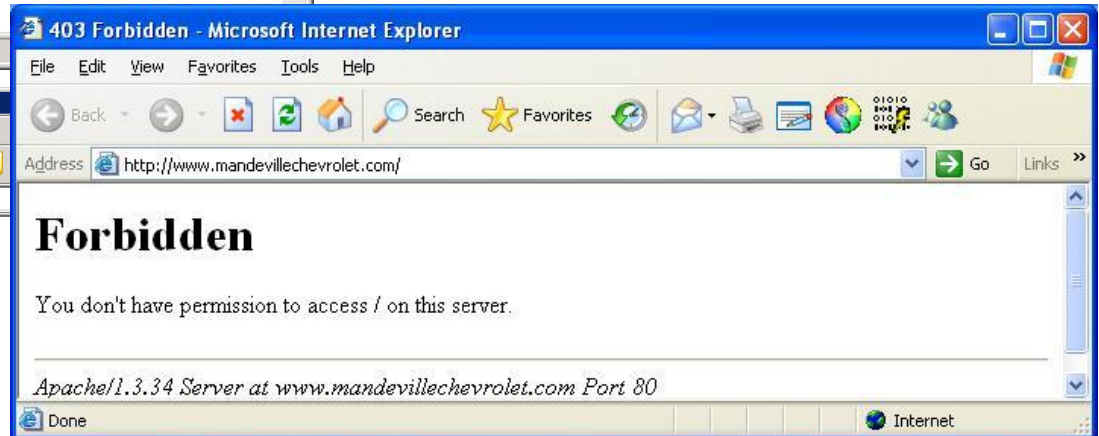 403 Forbidden - Microsoft Internet Explorer
File Edit View Favorites Tools Help
Back Search Favorites
Address http://www.mandevillechevrolet.com/ Go Links »
Forbidden
You don't have permission to access / on this server.
Apache/1.3.34 Server at www.mandevillechevrolet.com Port 80
Done Internet